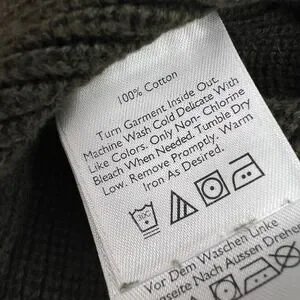 100% Cotton
Turn Garment Inside Out.
Machine Wash Cold Delicate With
Like Colors. Only Non-Chlorine
Bleach When Needed. Tumble Dry
Low. Remove Promptly. Warm
Iron As Desired.
30C
Vor Dem Waschen Linke
seite Nach Aussen Drehen